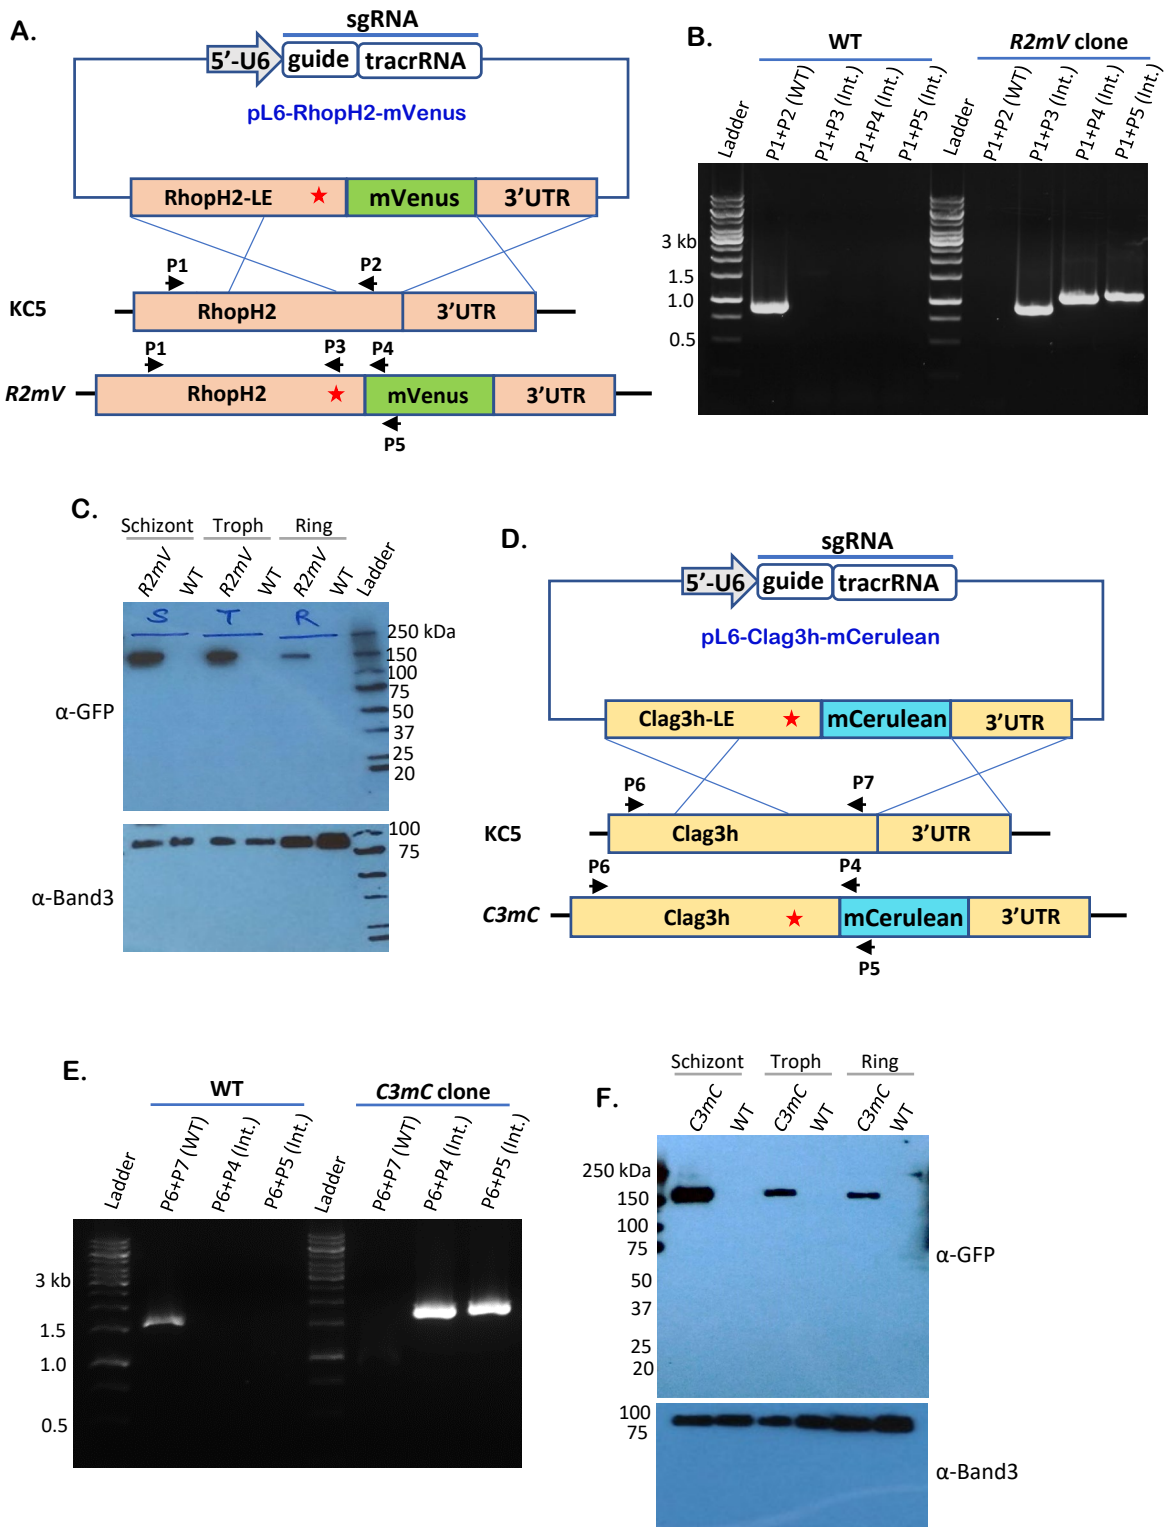 A.
sgRNA
5’-U6
guide
tracrRNA
pL6-RhopH2-mVenus
RhopH2-LE
mVenus
3’UTR
P1
P2
KC5
RhopH2
3’UTR
P1
P3
P4
R2mV
RhopH2
mVenus
3’UTR
P5
B.
WT
R2mV clone
Ladder
P1+P2 (WT)
P1+P3 (Int.)
P1+P4 (Int.)
P1+P5 (Int.)
Ladder
P1+P2 (WT)
P1+P3 (Int.)
P1+P4 (Int.)
P1+P5 (Int.)
3 kb
1.5
1.0
0.5
C.
Schizont
Troph
Ring
R2mV
WT
R2mV
WT
R2mV
WT
Ladder
S
T
R
250 kDa
150
100
75
50
37
25
20
α-GFP
100
75
α-Band3
D.
sgRNA
5’-U6
guide
tracrRNA
pL6-Clag3h-mCerulean
Clag3h-LE
mCerulean
3’UTR
P6
P7
KC5
Clag3h
3’UTR
P6
P4
C3mC
Clag3h
mCerulean
3’UTR
P5
E.
WT
C3mC clone
Ladder
P6+P7 (WT)
P6+P4 (Int.)
P6+P5 (Int.)
Ladder
P6+P7 (WT)
P6+P4 (Int.)
P6+P5 (Int.)
3 kb
1.5
1.0
0.5
F.
Schizont
Troph
Ring
C3mC
WT
C3mC
WT
C3mC
WT
250 kDa
150
100
75
50
37
25
20
α-GFP
100
75
α-Band3